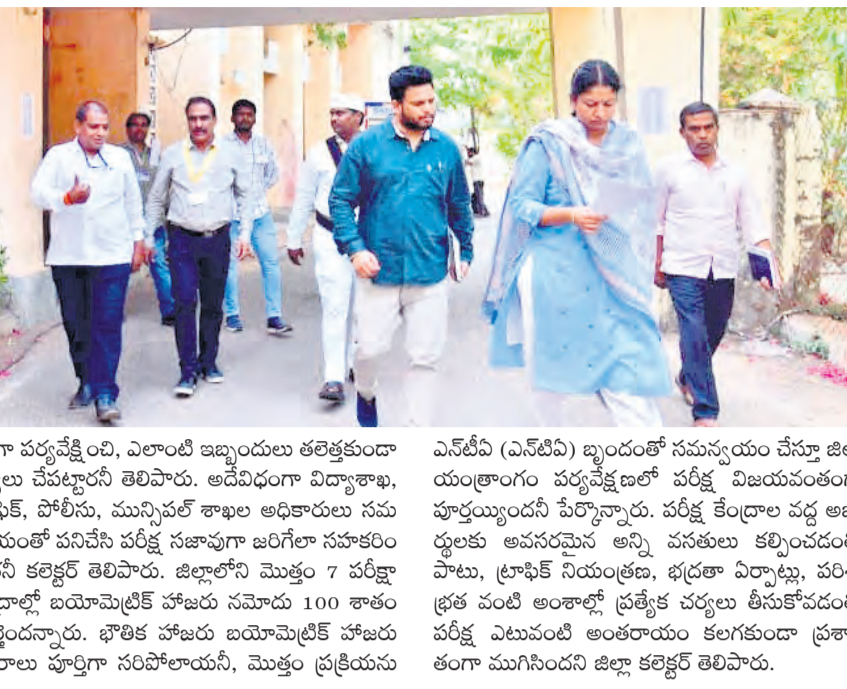 గా పర్యవేక్షించి, ఎలాంటి ఇబ్బందులు తలెత్తకుండా
లు చేపట్టారనీ తెలిపారు. అదేవిధంగా విద్యాశాఖ,
ఫిక్, పోలీసు, మున్సిపల్ శాఖల అధికారులు సమ
యంతో పనిచేసి పరీక్ష సజావుగా జరిగేలా సహకరిం
రనీ కలెక్టర్ తెలిపారు. జిల్లాలోని మొత్తం 7 పరీక్షా
ద్రాల్లో బయోమెట్రిక్ హాజరు నమోదు 100 శాతం
ర్తైందన్నారు. భౌతిక హాజరు బయోమెట్రిక్ హాజరు
రాలు పూర్తిగా సరిపోలాయనీ, మొత్తం ప్రక్రియను
ఎన్‌టీఏ (ఎన్‌టిఏ) బృందంతో సమన్వయం చేస్తూ జిల
యంత్రాంగం పర్యవేక్షణలో పరీక్ష విజయవంతంగ
పూర్తయ్యిందనీ పేర్కొన్నారు. పరీక్ష కేంద్రాల వద్ద అభ
ర్థులకు అవసరమైన అన్ని వసతులు కల్పించడంత
పాటు, ట్రాఫిక్ నియంత్రణ, భద్రతా ఏర్పాట్లు, పరిశ
భ్రత వంటి అంశాల్లో ప్రత్యేక చర్యలు తీసుకోవడంత
పరీక్ష ఎటువంటి అంతరాయం కలగకుండా ప్రశా
తంగా ముగిసిందని జిల్లా కలెక్టర్ తెలిపారు.